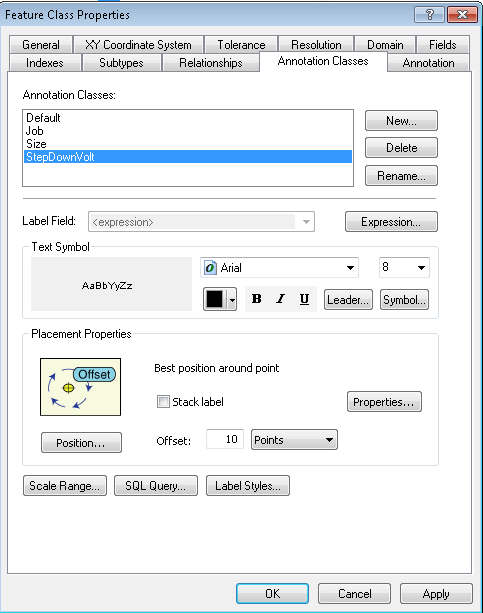 Feature Class Properties
General XY Coordinate System Tolerance Resolution Domain Fields
Indexes Subtypes Relationships Annotation Classes Annotation
Annotation Classes:
Default
Job
Size
StepDownVolt
New...
Delete
Rename...
Label Field: <expression> Expression...
Text Symbol
AaBbYyZz
Arial 8
B I U Leader... Symbol...
Placement Properties
Offset
Best position around point
Stack label Properties...
Position... Offset: 10 Points
Scale Range... SQL Query... Label Styles...
OK Cancel Apply